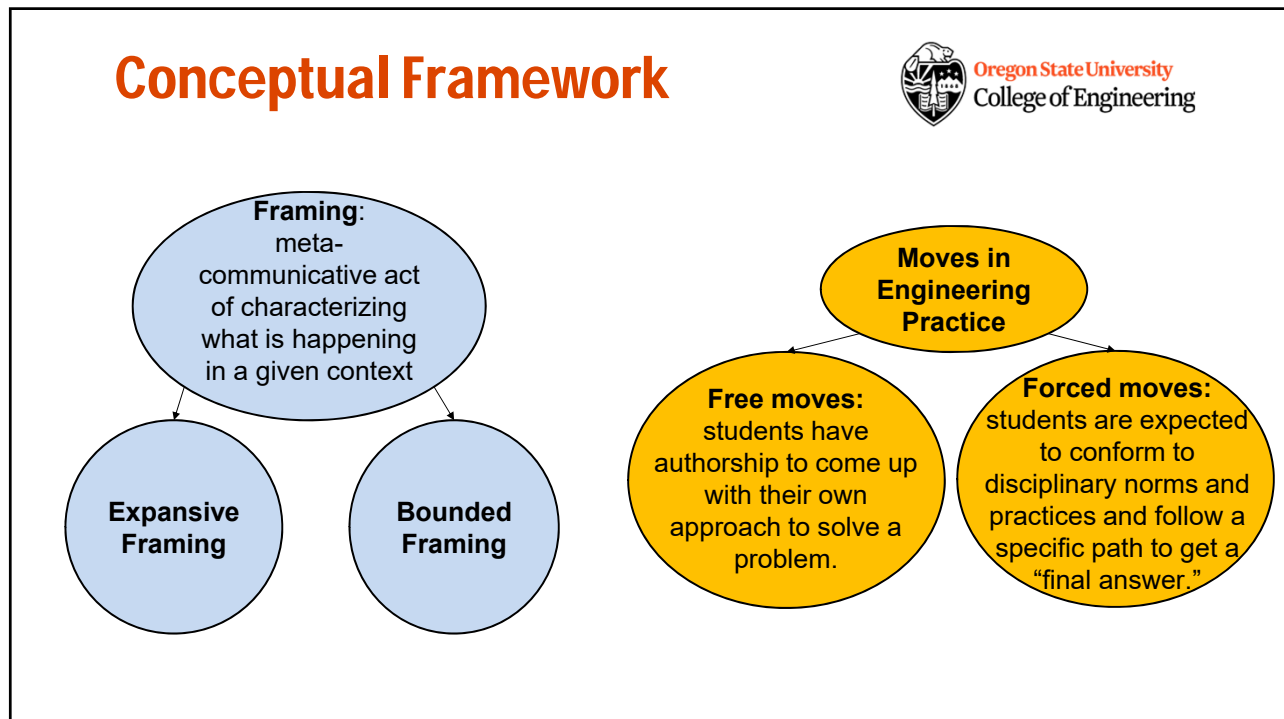 Conceptual Framework
Oregon State University
College of Engineering
Framing:
meta-
communicative act
of characterizing
what is happening
in a given context
Expansive
Framing
Bounded
Framing
Moves in
Engineering
Practice
Free moves:
students have
authorship to come up
with their own
approach to solve a
problem.
Forced moves:
students are expected
to conform to
disciplinary norms and
practices and follow a
specific path to get a
“final answer.”